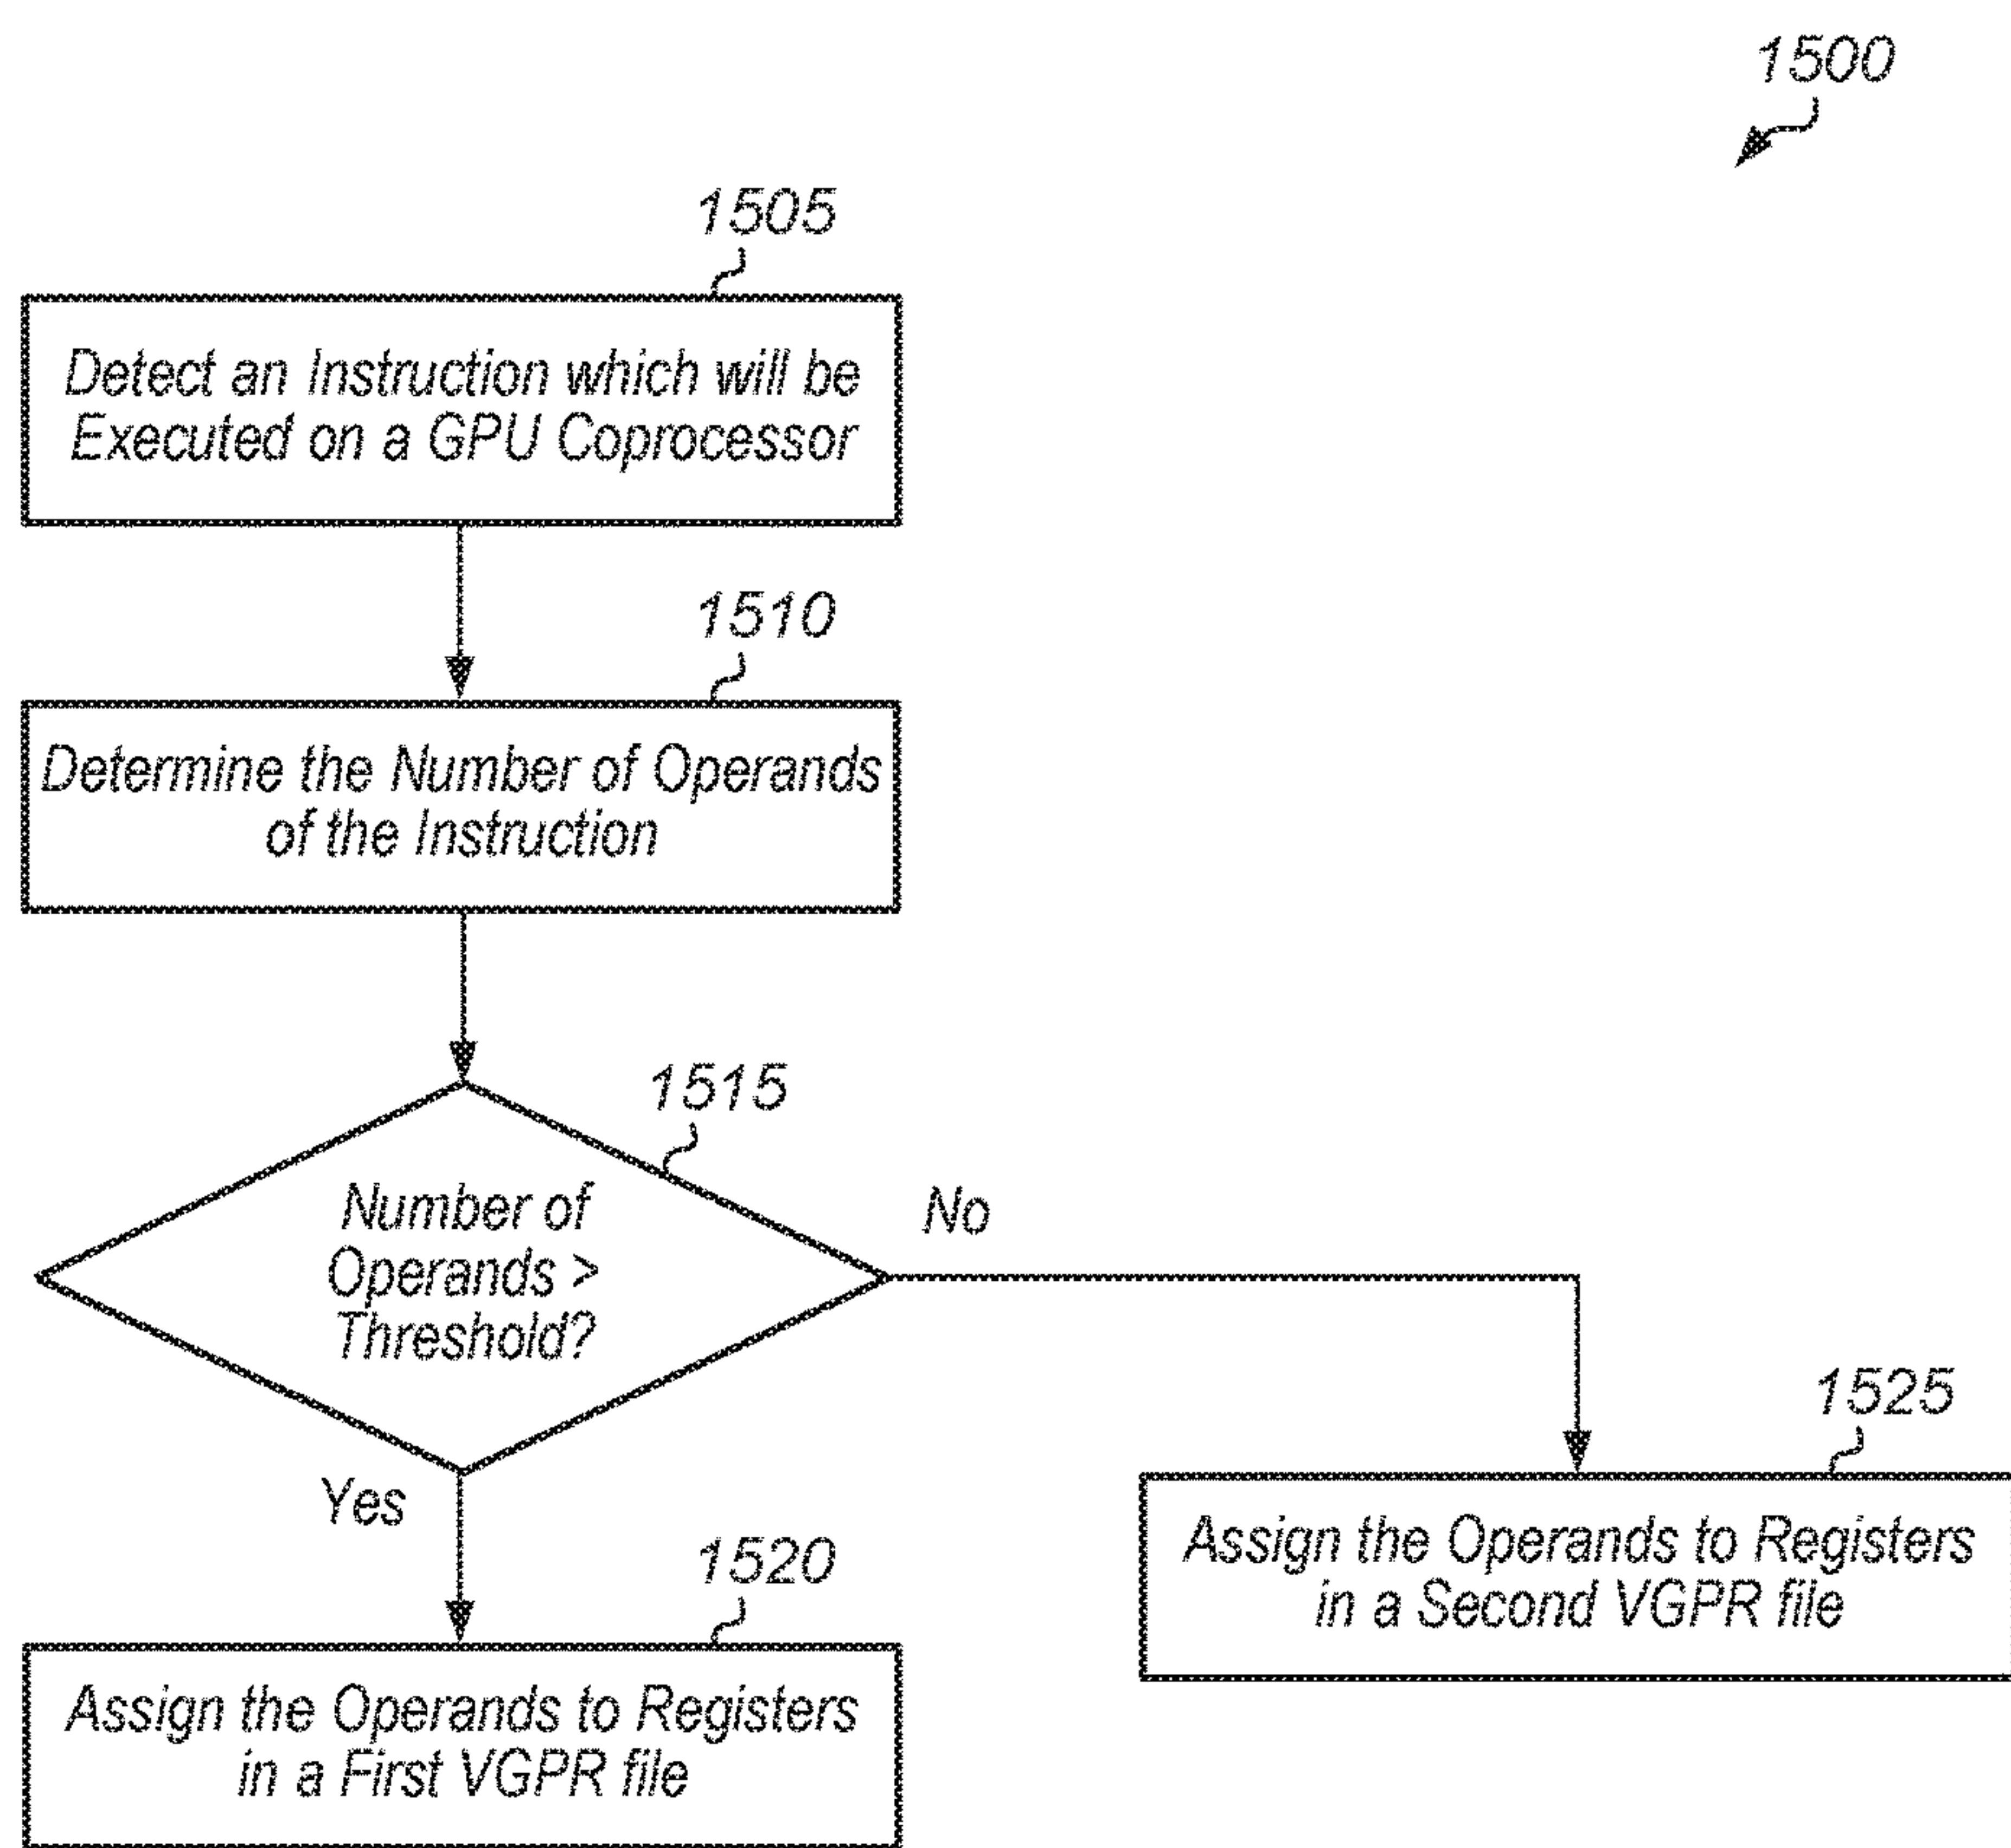 1500
1505
Detect an Instruction which will be
Executed on a GPU Coprocessor
1510
Determine the Number of Operands
of the Instruction
1515
Number of
Operands >
Threshold?
No
Yes
1525
Assign the Operands to Registers
in a Second VGPR file
1520
Assign the Operands to Registers
in a First VGPR file